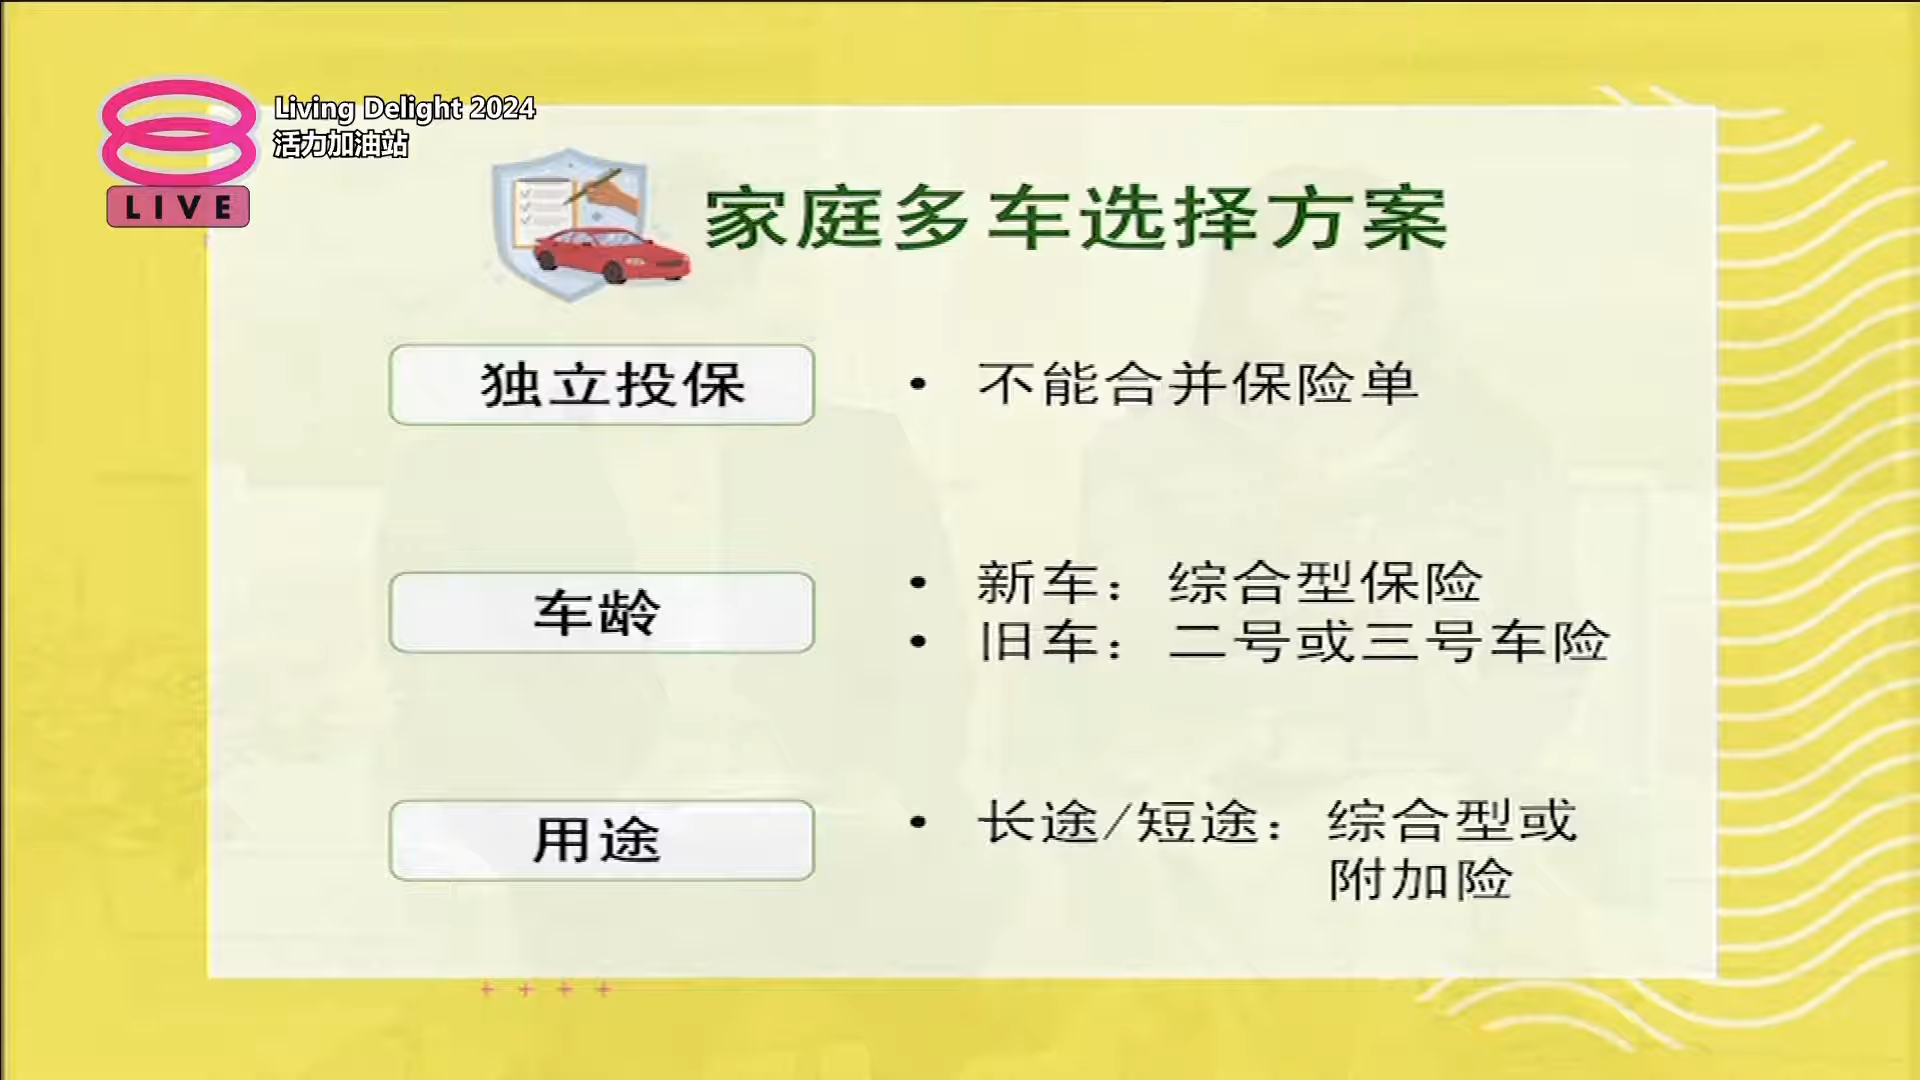 Living Delight 2024
活力加油站
LIVE
家庭多车选择方案
独立投保
• 不能合并保险单
车龄
• 新车：综合型保险
• 旧车：二号或三号车险
用途
• 长途/短途：综合型或
附加险